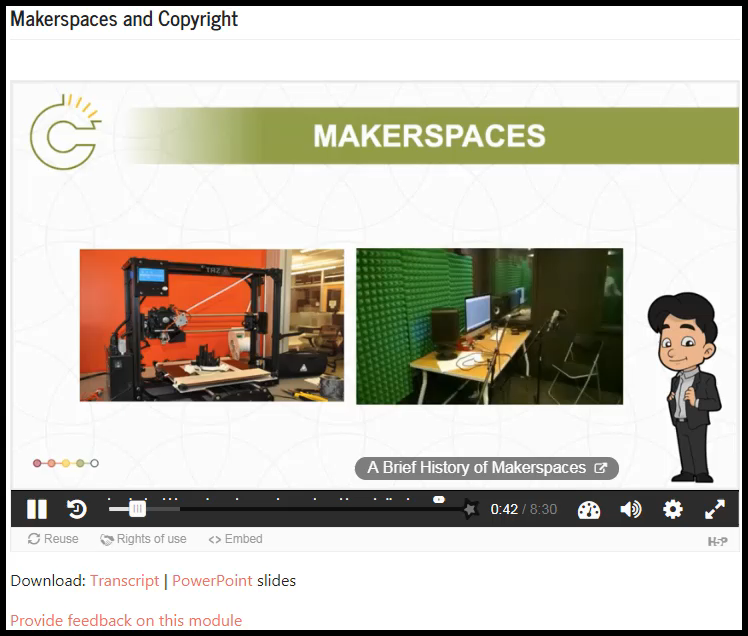 Makerspaces and Copyright
MAKERSPACES
A Brief History of Makerspaces
0:42 / 8:30
Reuse Rights of use <> Embed H-P
Download: Transcript | PowerPoint slides
Provide feedback on this module